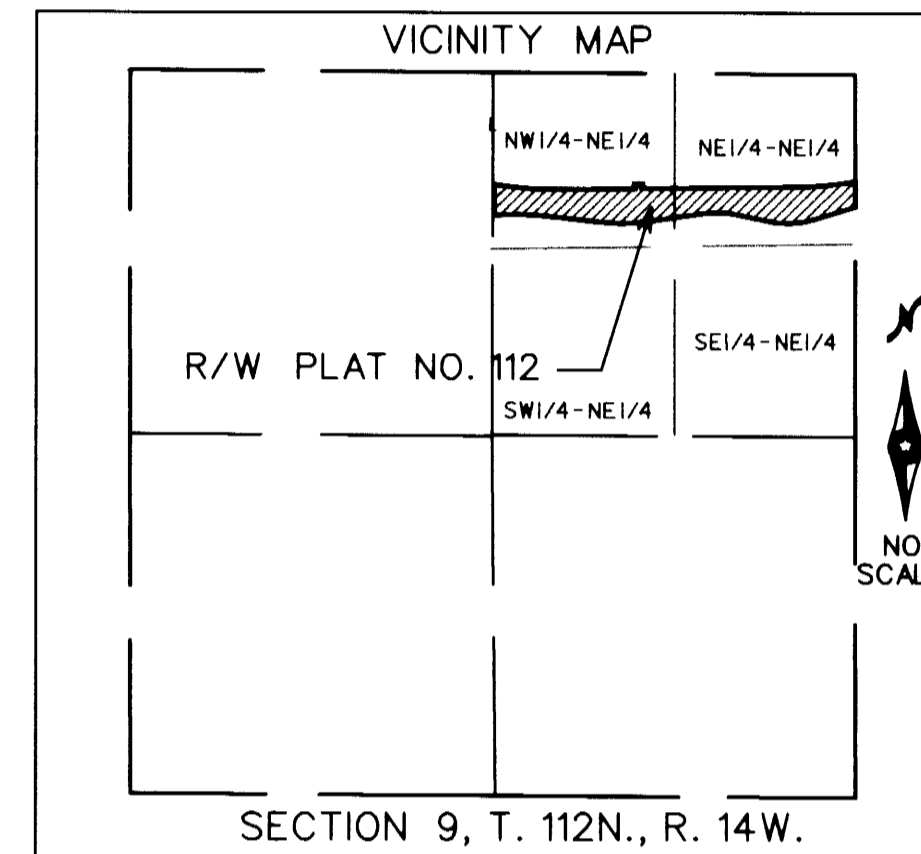 VICINITY MAP
NW1/4-NE1/4
NE1/4-NE1/4
R/W PLAT NO. 112
SE1/4-NE1/4
SW1/4-NE1/4
N
NO
SCAL
SECTION 9, T. 112N., R. 14W.